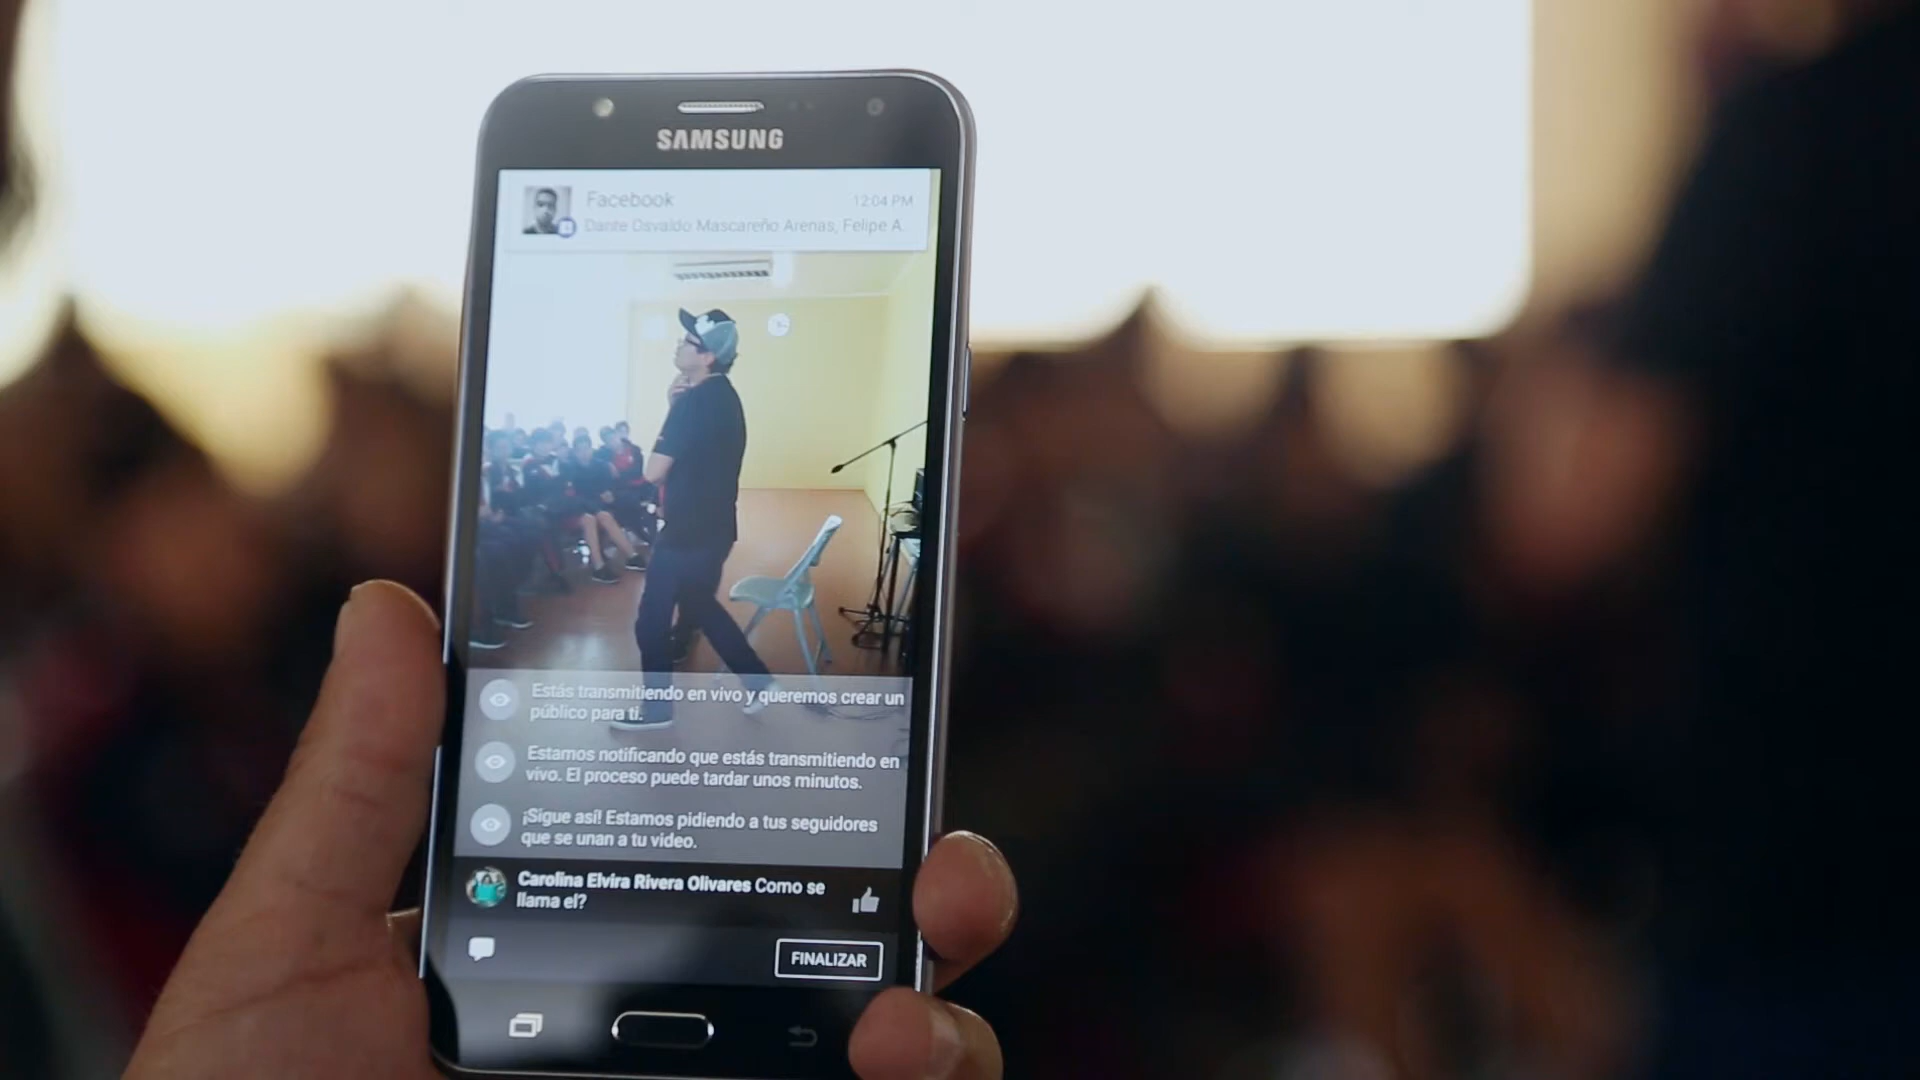 SAMSUNG
Facebook 12:04 PM
Dante Osvaldo Mascareño Arenas, Felipe A..
Estás transmitiendo en vivo y queremos crear un
público para ti.
Estamos notificando que estás transmitiendo en
vivo. El proceso puede tardar unos minutos.
¡Sigue así! Estamos pidiendo a tus seguidores
que se unan a tu video.
Carolina Elvira Rivera Olivares Como se
llama el?
FINALIZAR